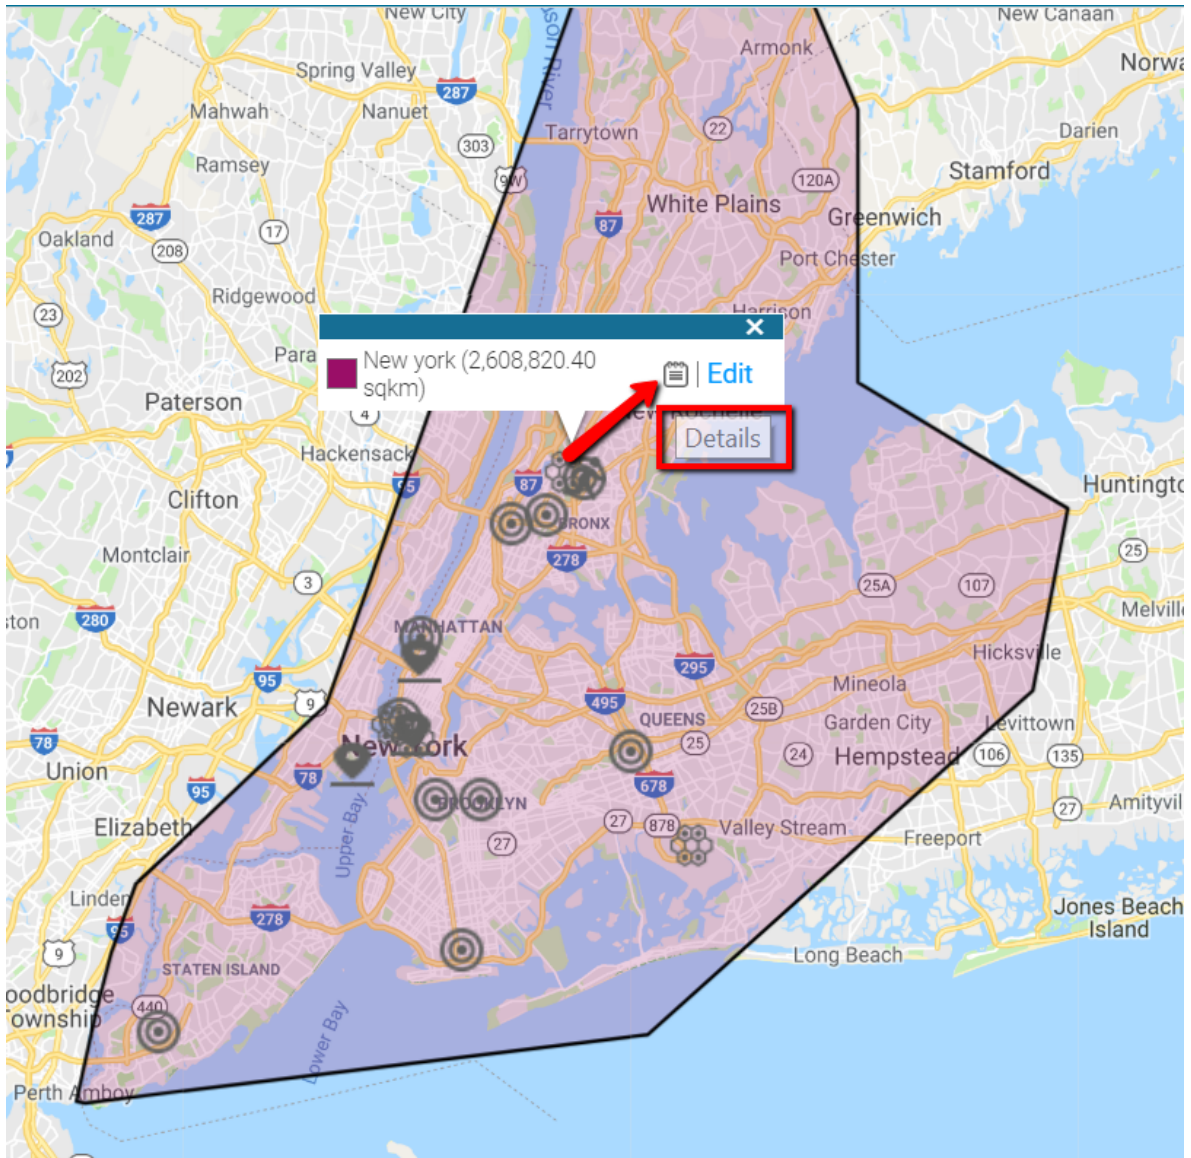 New City
New Canaan
Armonk
Norwa
Spring Valley
287
Mahwah
Nanuet
Tarrytown
22
Darien
303
Ramsey
9W
120A
Stamford
White Plains
287
87
Greenwich
17
Oakland
208
Port Chester
Ridgewood
23
Harrison
Para
New york (2,608,820.40
sqkm)
| Edit
202
Paterson
4
Details
Hackensack
87
95
Huntingto
Clifton
BRONX
278
Montclair
25
3
25A
107
ston
280
MANHATTAN
Melville
Hicksville
95
295
Mineola
9
Newark
495
25B
QUEENS
Garden City
Levittown
78
New York
25
24
Hempstead
106
135
Union
78
678
95
BROOKLYN
Upper Bay
Amityvil
27
Elizabeth
27
878
Valley Stream
27
Freeport
Linden
278
95
Jones Beach
Island
9
Long Beach
STATEN ISLAND
oodbridge
Township
440
Lower Bay
Perth Amboy